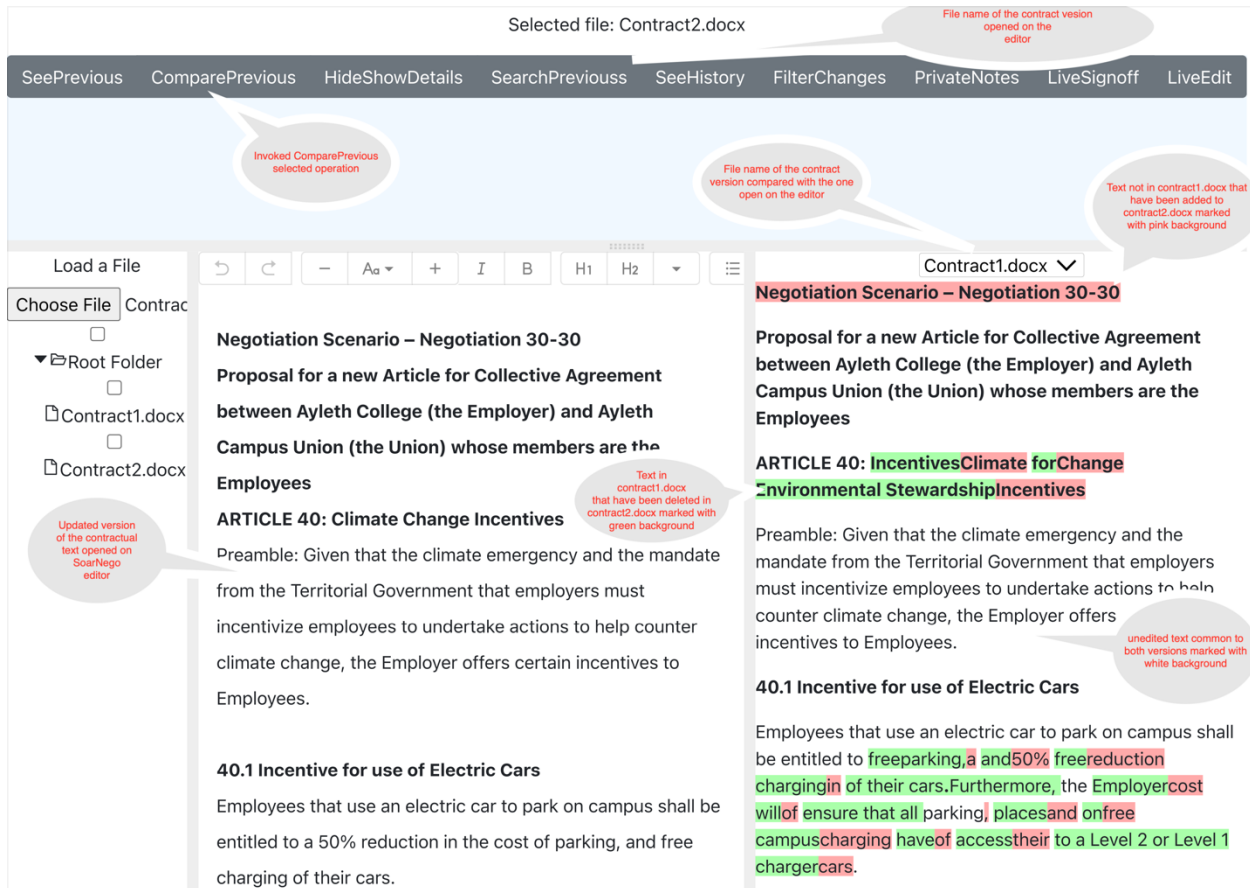 Selected file: Contract2.docx
File name of the contract vesion
opened on the
editor
SeePrevious ComparePrevious HideShowDetails SearchPreviouss SeeHistory FilterChanges PrivateNotes LiveSignoff LiveEdit
Invoked ComparePrevious
selected operation
File name of the contract
version compared with the one
open on the editor
Text not in contract1.docx that
have been added to
contract2.docx marked
with pink background
Load a File
Choose File Contrac
Root Folder
Contract1.docx
Contract2.docx
Updated version
of the contractual
text opened on
SoarNego
editor
Aa + I B H1 H2
Negotiation Scenario – Negotiation 30-30
Proposal for a new Article for Collective Agreement
between Ayleth College (the Employer) and Ayleth
Campus Union (the Union) whose members are the
Employees
ARTICLE 40: Climate Change Incentives
Preamble: Given that the climate emergency and the mandate
from the Territorial Government that employers must
incentivize employees to undertake actions to help counter
climate change, the Employer offers certain incentives to
Employees.
40.1 Incentive for use of Electric Cars
Employees that use an electric car to park on campus shall be
entitled to a 50% reduction in the cost of parking, and free
charging of their cars.
Text in
contract1.docx
that have been deleted in
contract2.docx marked with
green background
Contract1.docx
Negotiation Scenario – Negotiation 30-30
Proposal for a new Article for Collective Agreement
between Ayleth College (the Employer) and Ayleth
Campus Union (the Union) whose members are the
Employees
ARTICLE 40: IncentivesClimate forChange
Environmental StewardshipIncentives
Preamble: Given that the climate emergency and the
mandate from the Territorial Government that employers
must incentivize employees to undertake actions to help
counter climate change, the Employer offers
incentives to Employees.
unedited text common to
both versions marked with
white background
40.1 Incentive for use of Electric Cars
Employees that use an electric car to park on campus shall
be entitled to freeparking,a and50% freereduction
chargingin of their cars.Furthermore, the Employercost
willof ensure that all parking, placesand onfree
campuscharging haveof accesstheir to a Level 2 or Level 1
chargercars.